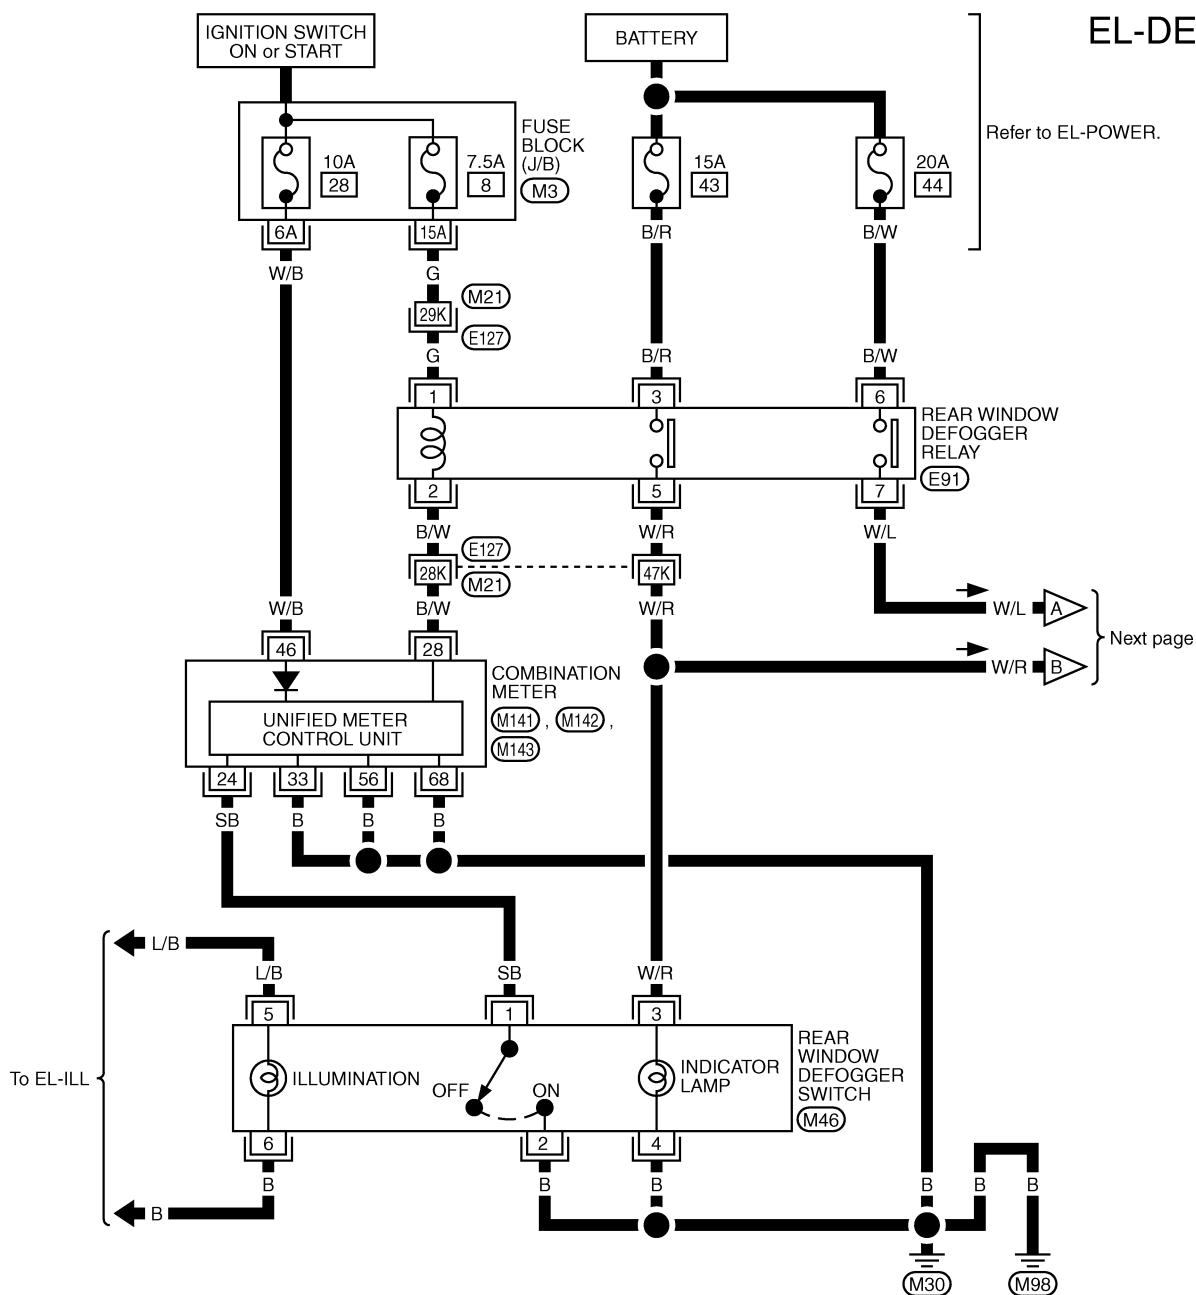 EL-DE
IGNITION SWITCH
ON or START
BATTERY
Refer to EL-POWER.
FUSE
BLOCK
(J/B)
M3
10A
28
7.5A
8
15A
43
20A
44
6A
15A
B/R
B/W
W/B
G
M21
29K
E127
G
B/R
B/W
1
3
6
REAR WINDOW
DEFOGGER
RELAY
E91
2
5
7
B/W
W/R
W/L
E127
28K
47K
M21
W/B
B/W
W/R
W/L
A
Next page
46
28
W/R
B
COMBINATION
METER
M141 , M142 ,
M143
UNIFIED METER
CONTROL UNIT
24
33
56
68
SB
B
B
B
L/B
L/B
SB
W/R
5
1
3
To EL-ILL
ILLUMINATION
OFF
ON
INDICATOR
LAMP
REAR
WINDOW
DEFOGGER
SWITCH
M46
6
2
4
B
B
B
B
B
B
B
M30
M98